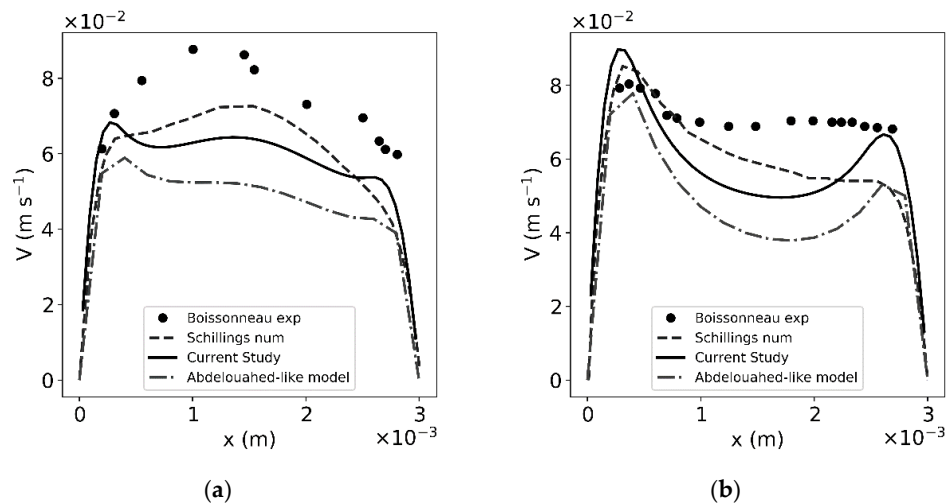 ×10⁻²
8
6
4
2
0
V (m s⁻¹)
Boissonneau exp
Schillings num
Current Study
Abdelouahed-like model
0 1 2 3
x (m) ×10⁻³
(a)
×10⁻²
8
6
4
2
0
V (m s⁻¹)
Boissonneau exp
Schillings num
Current Study
Abdelouahed-like model
0 1 2 3
x (m) ×10⁻³
(b)